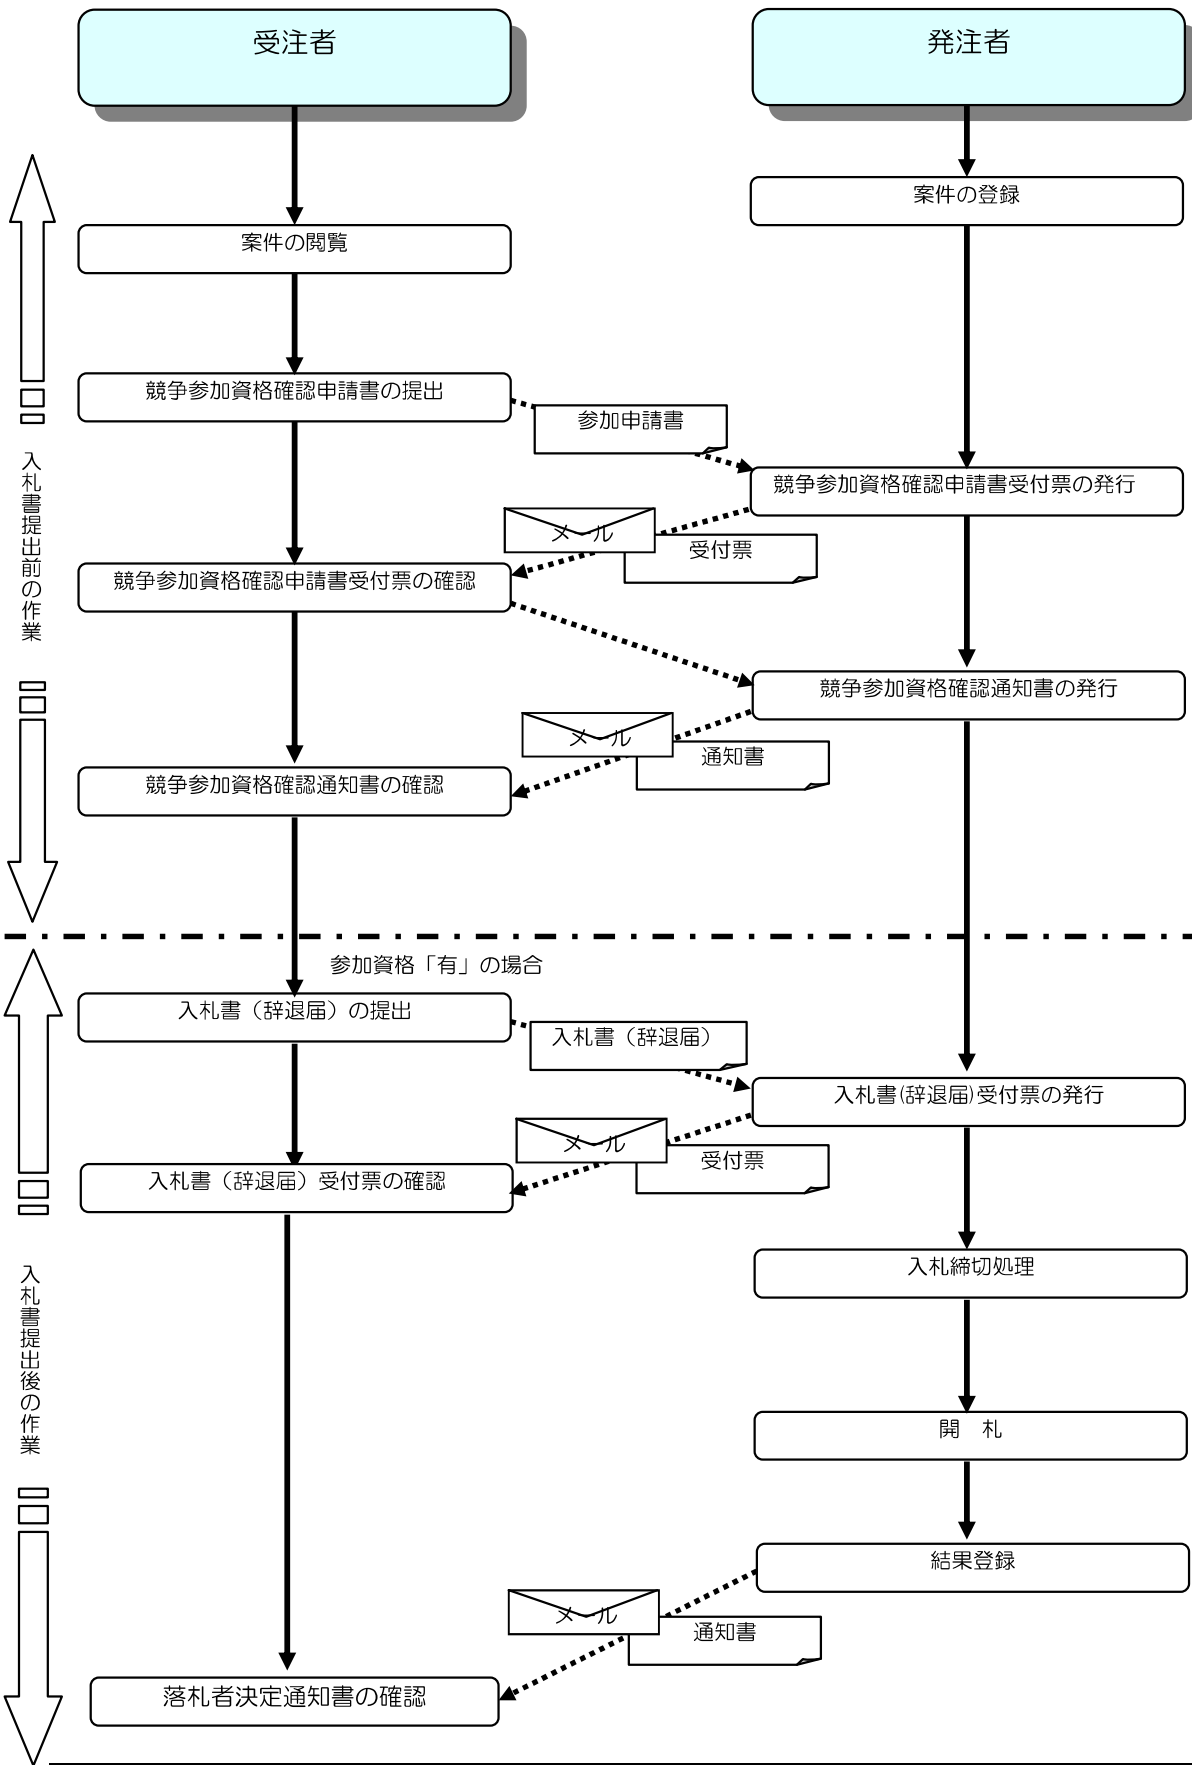 受注者
発注者
案件の登録
案件の閲覧
競争参加資格確認申請書の提出
参加申請書
競争参加資格確認申請書受付票の発行
メール
受付票
競争参加資格確認申請書受付票の確認
入札書提出前の作業
競争参加資格確認通知書の発行
メール
通知書
競争参加資格確認通知書の確認
参加資格「有」の場合
入札書（辞退届）の提出
入札書（辞退届）
入札書(辞退届)受付票の発行
メール
受付票
入札書（辞退届）受付票の確認
入札締切処理
入札書提出後の作業
開　札
結果登録
メール
通知書
落札者決定通知書の確認